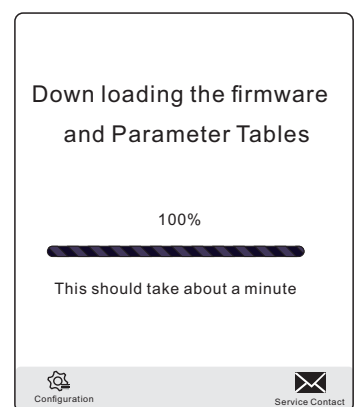 Down loading the firmware
and Parameter Tables
100%
This should take about a minute
Configuration
Service Contact